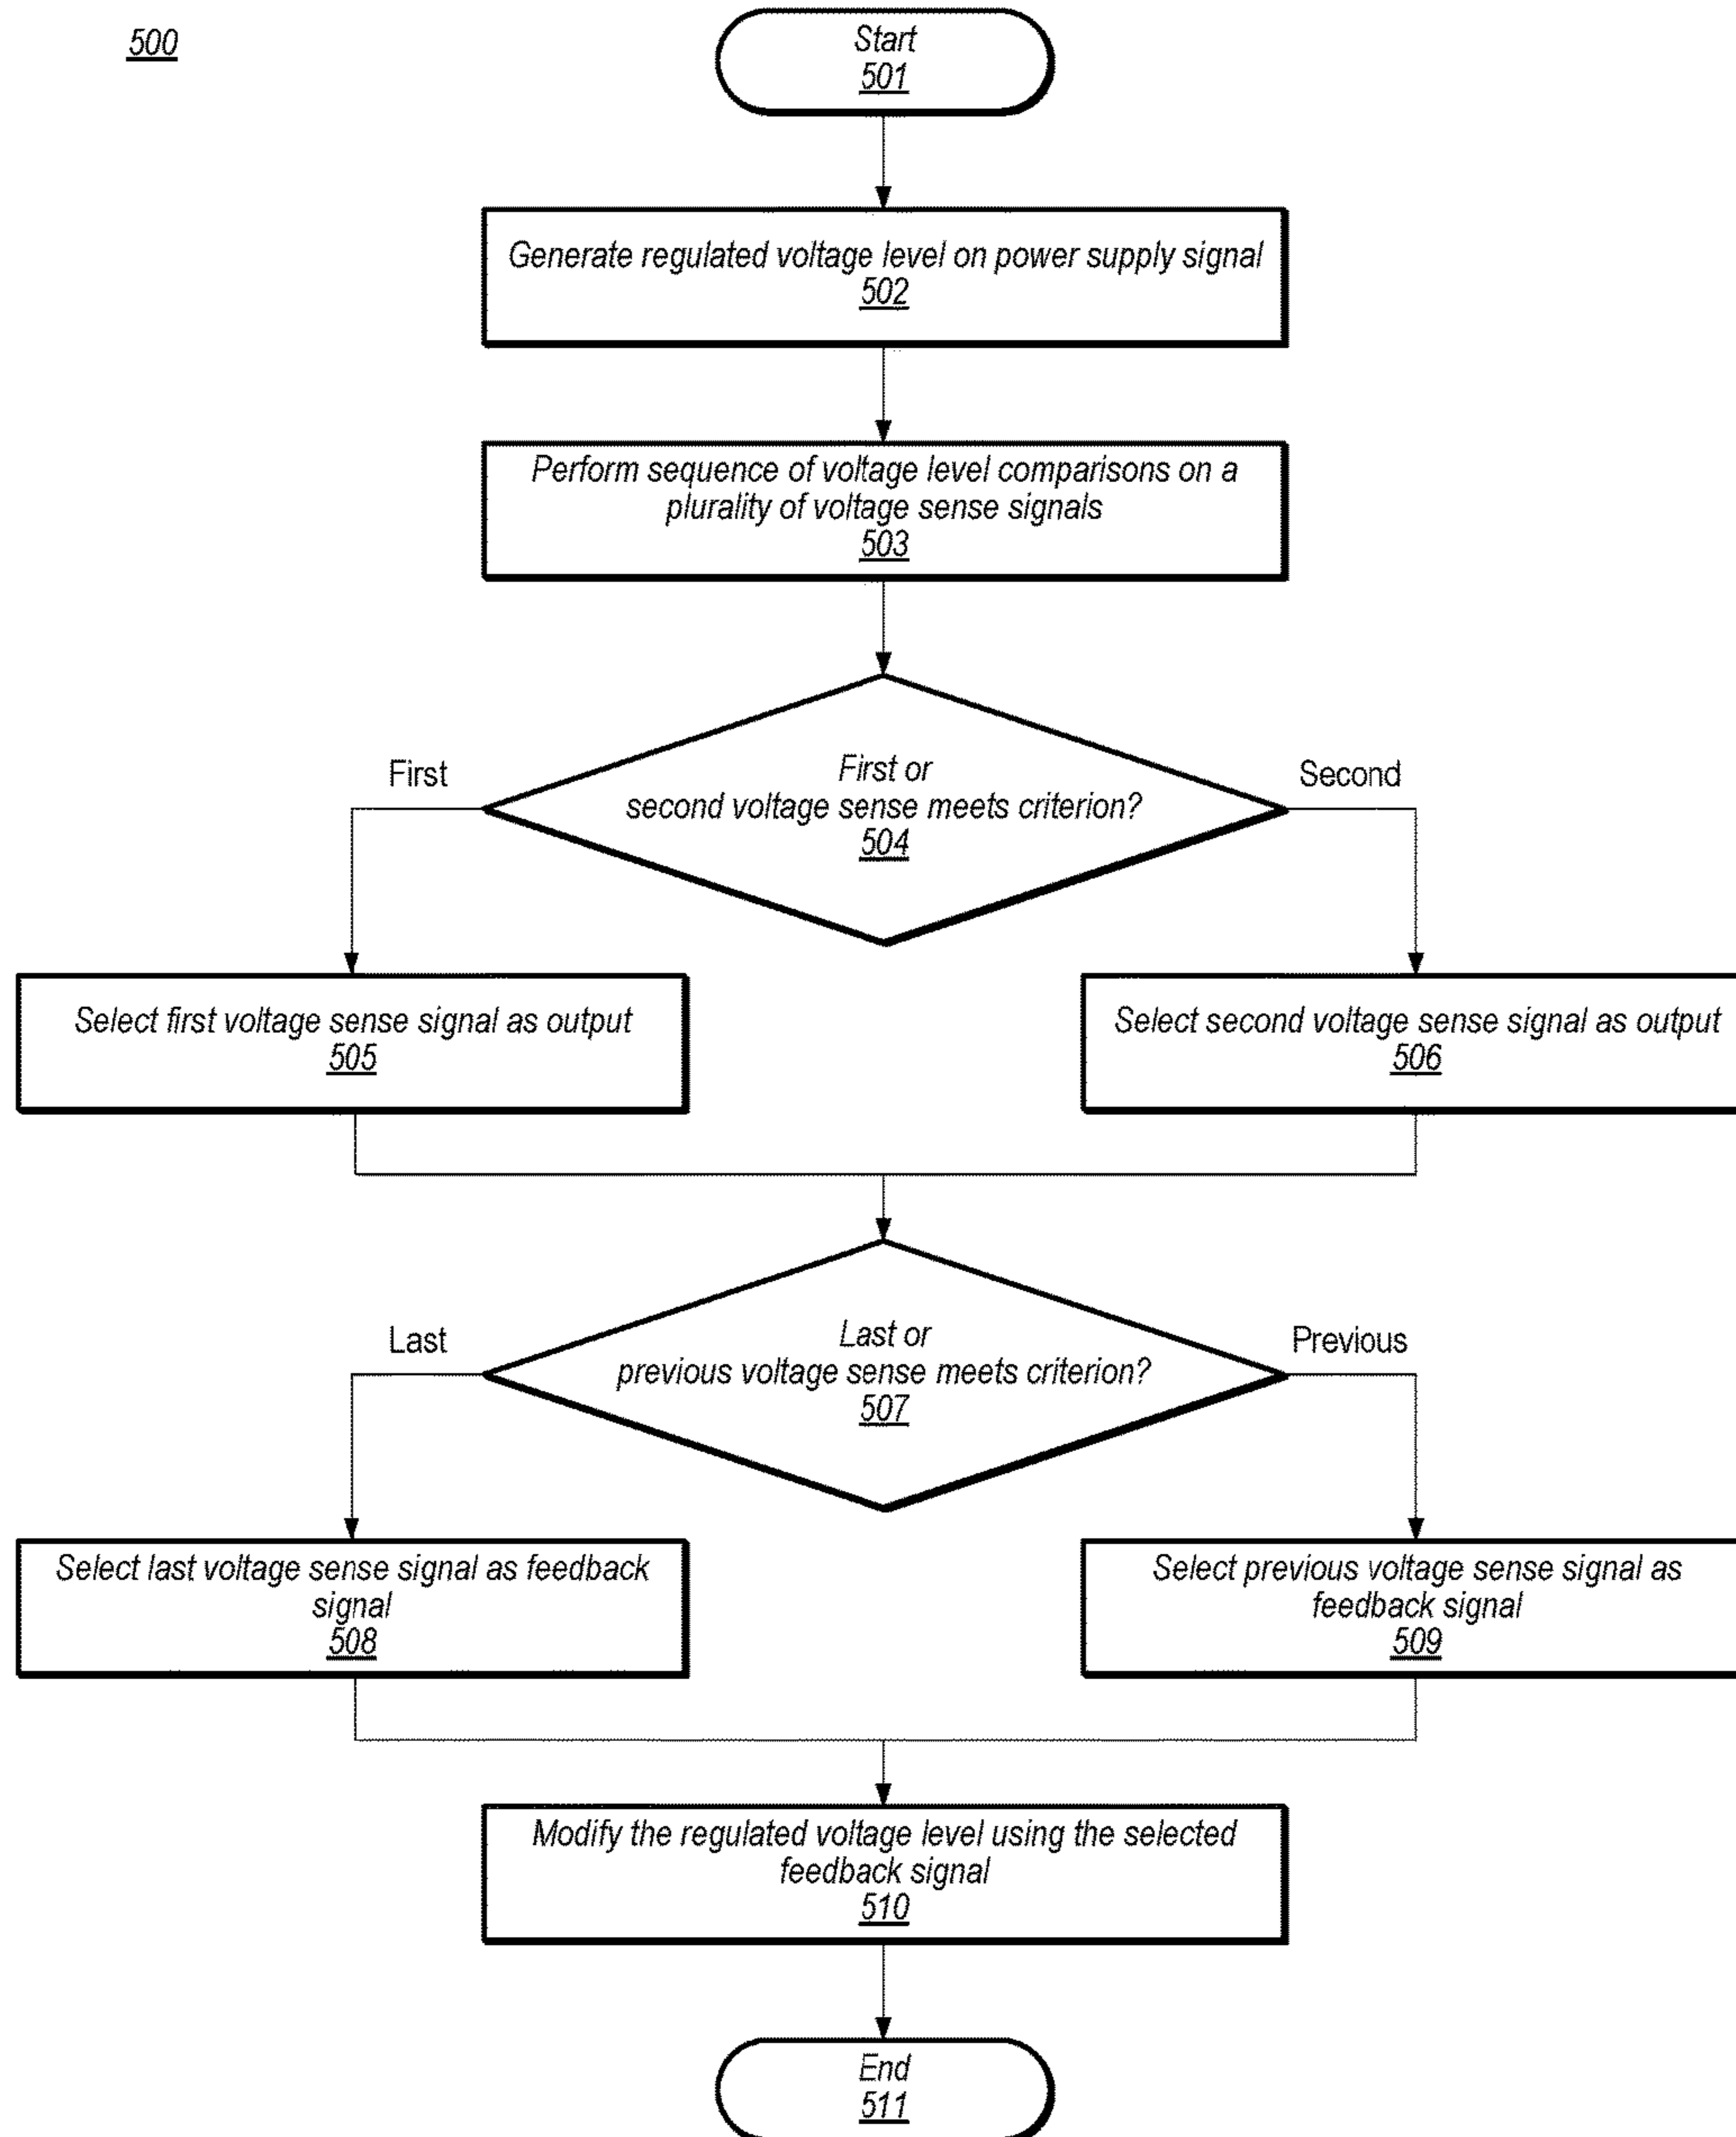 500
Start
501
Generate regulated voltage level on power supply signal
502
Perform sequence of voltage level comparisons on a
plurality of voltage sense signals
503
First or
second voltage sense meets criterion?
504
First
Second
Select first voltage sense signal as output
505
Select second voltage sense signal as output
506
Last or
previous voltage sense meets criterion?
507
Last
Previous
Select last voltage sense signal as feedback
signal
508
Select previous voltage sense signal as
feedback signal
509
Modify the regulated voltage level using the selected
feedback signal
510
End
511